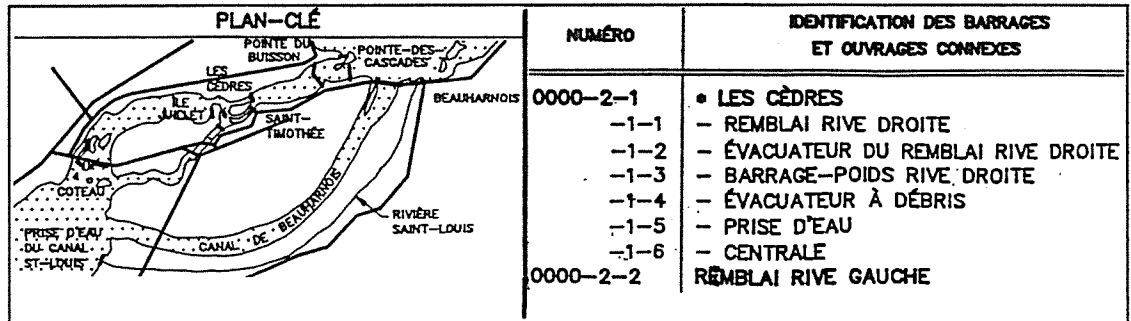 PLAN-CLÉ
POINTE DU
BUISSON
POINTE-DES-
CASCADES
LES
CÈDRES
BEAUHARNOIS
ÎLE
JUILLET
SAINT-
TIMOTHÉE
COTEAU
RIVIÈRE
SAINT-LOUIS
PRISE D'EAU
DU CANAL
ST-LOUIS
CANAL DE BEAUHARNOIS
NUMÉRO
IDENTIFICATION DES BARRAGES
ET OUVRAGES CONNEXES
0000-2-1 • LES CÈDRES
-1-1 - REMBLAI RIVE DROITE
-1-2 - ÉVACUATEUR DU REMBLAI RIVE DROITE
-1-3 - BARRAGE-POIDS RIVE DROITE
-1-4 - ÉVACUATEUR À DÉBRIS
-1-5 - PRISE D'EAU
-1-6 - CENTRALE
0000-2-2 REMBLAI RIVE GAUCHE